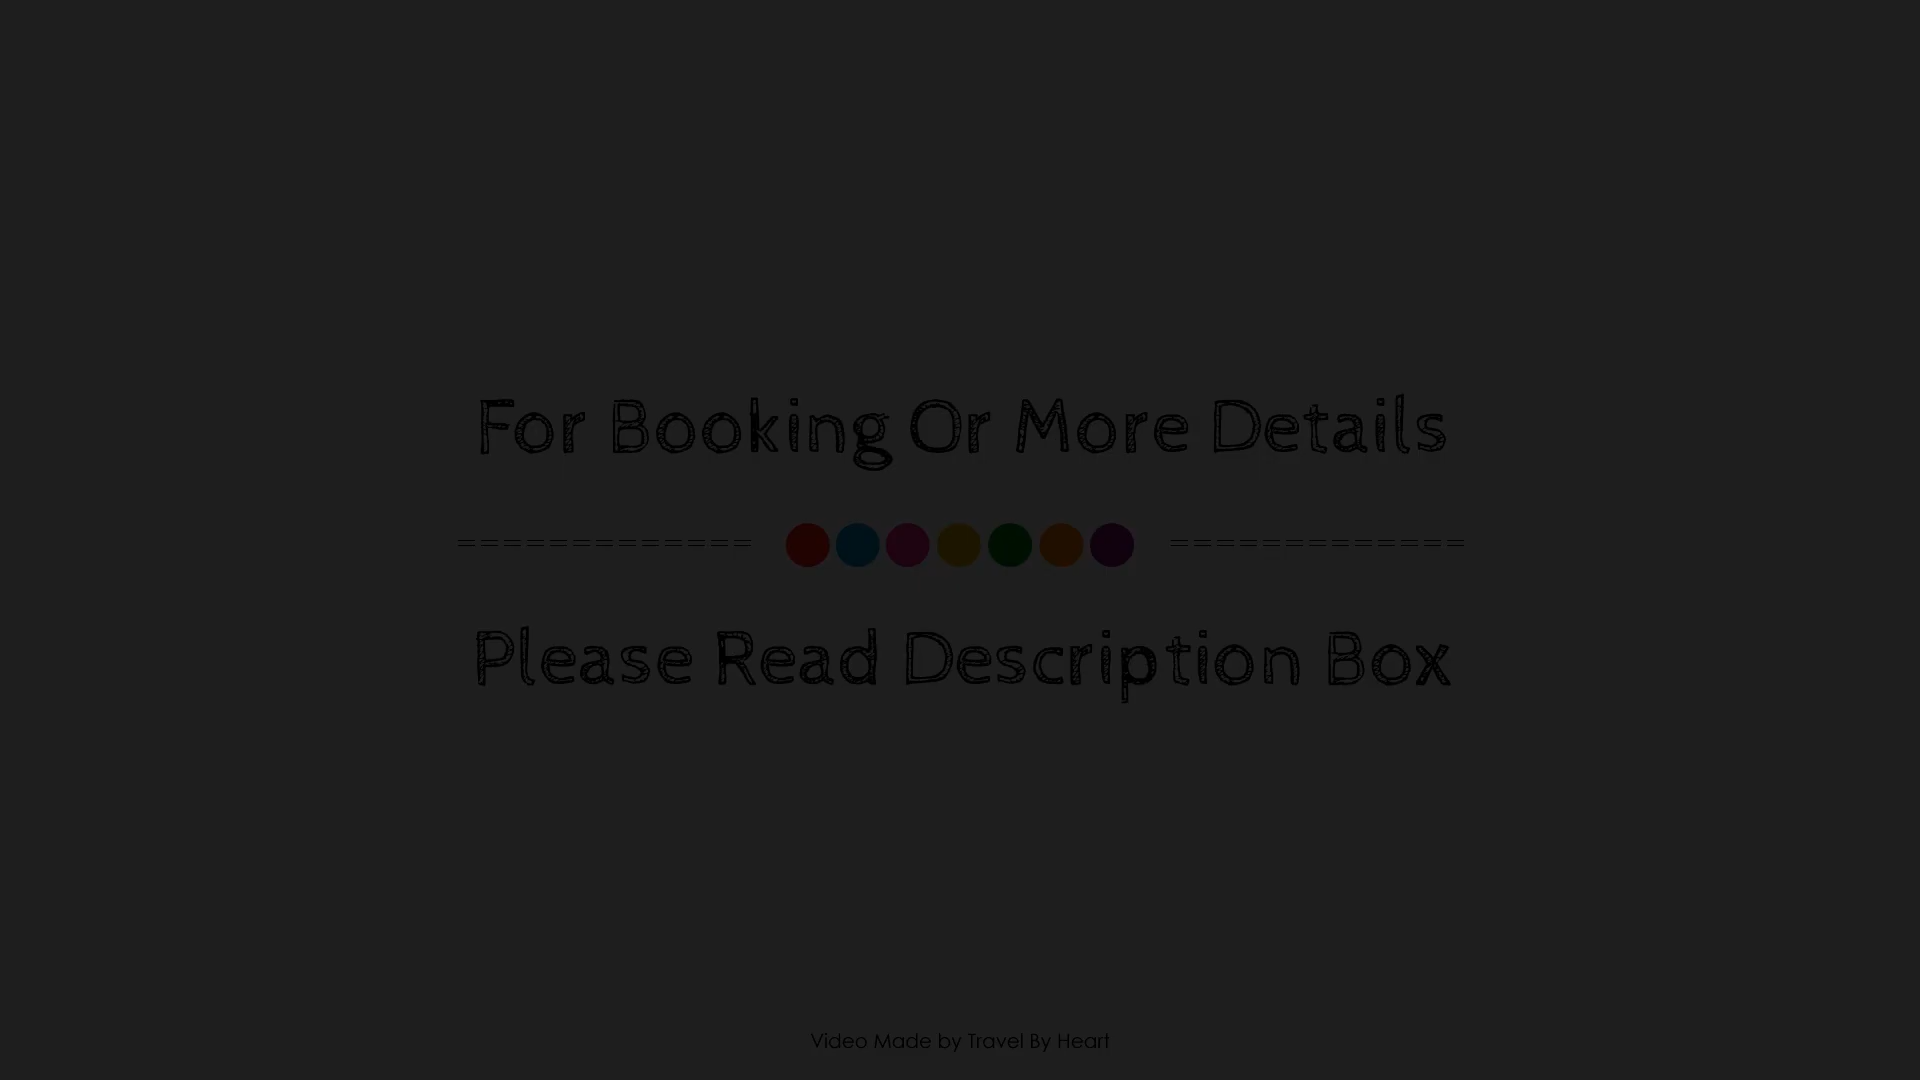 For Booking Or More Details
============= =============
Please Read Description Box
Video Made by Travel By Heart